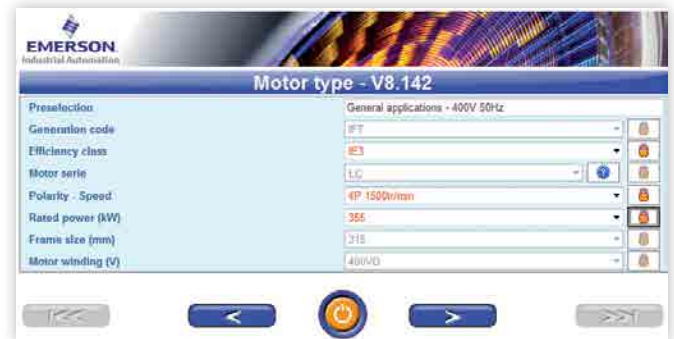 EMERSON
Industrial Automation
Motor type - V8.142
Preselection General applications - 400V 50Hz
Generation code IFT
Efficiency class IE3
Motor serie LC ?
Polarity - Speed 4P 1500tr/min
Rated power (kW) 355
Frame size (mm) 315
Motor winding (V) 400VD
|<< < > >>|